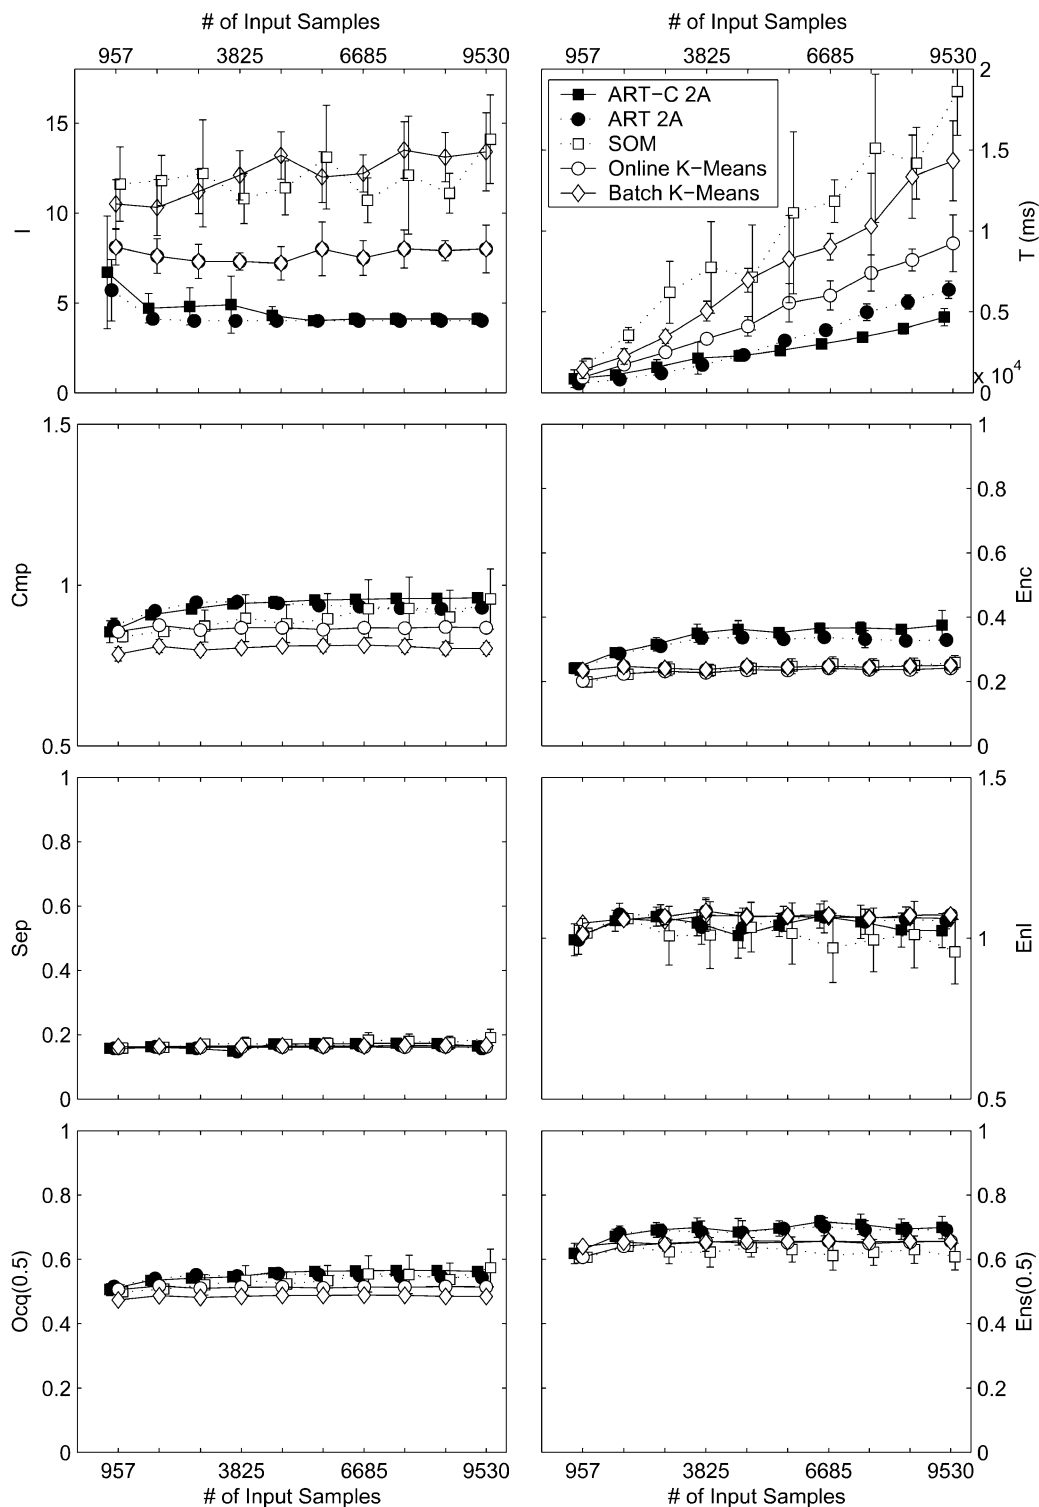 # of Input Samples
957 3825 6685 9530
15
10
5
0
I
# of Input Samples
957 3825 6685 9530
ART−C 2A
ART 2A
SOM
Online K−Means
Batch K−Means
2
1.5
1
0.5
0
x 10^4
T (ms)
1.5
1
0.5
Cmp
1
0.8
0.6
0.4
0.2
0
Enc
1
0.8
0.6
0.4
0.2
0
Sep
1.5
1
0.5
Enl
1
0.8
0.6
0.4
0.2
0
Ocq(0.5)
957 3825 6685 9530
# of Input Samples
1
0.8
0.6
0.4
0.2
0
Ens(0.5)
957 3825 6685 9530
# of Input Samples